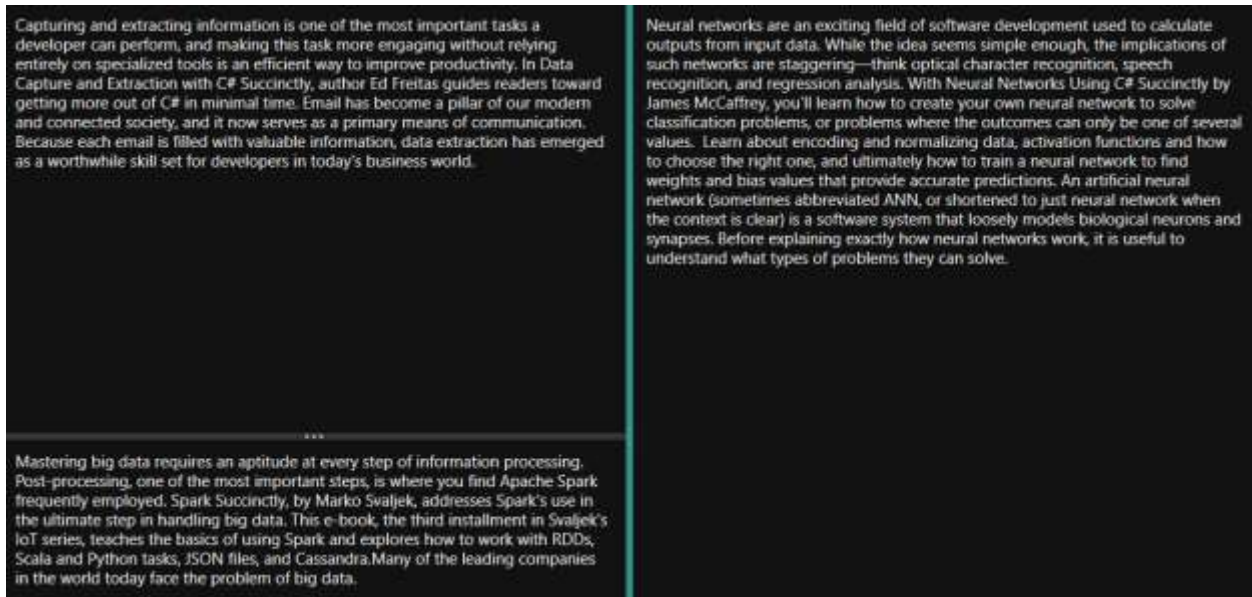 Capturing and extracting information is one of the most important tasks a
developer can perform, and making this task more engaging without relying
entirely on specialized tools is an efficient way to improve productivity. In Data
Capture and Extraction with C# Succinctly, author Ed Freitas guides readers toward
getting more out of C# in minimal time. Email has become a pillar of our modern
and connected society, and it now serves as a primary means of communication.
Because each email is filled with valuable information, data extraction has emerged
as a worthwhile skill set for developers in today's business world.
Mastering big data requires an aptitude at every step of information processing.
Post-processing, one of the most important steps, is where you find Apache Spark
frequently employed. Spark Succinctly, by Marko Svaljek, addresses Spark's use in
the ultimate step in handling big data. This e-book, the third installment in Svaljek's
IoT series, teaches the basics of using Spark and explores how to work with RDDs,
Scala and Python tasks, JSON files, and Cassandra.Many of the leading companies
in the world today face the problem of big data.
Neural networks are an exciting field of software development used to calculate
outputs from input data. While the idea seems simple enough, the implications of
such networks are staggering—think optical character recognition, speech
recognition, and regression analysis. With Neural Networks Using C# Succinctly by
James McCaffrey, you'll learn how to create your own neural network to solve
classification problems, or problems where the outcomes can only be one of several
values.  Learn about encoding and normalizing data, activation functions and how
to choose the right one, and ultimately how to train a neural network to find
weights and bias values that provide accurate predictions. An artificial neural
network (sometimes abbreviated ANN, or shortened to just neural network when
the context is clear) is a software system that loosely models biological neurons and
synapses. Before explaining exactly how neural networks work, it is useful to
understand what types of problems they can solve.